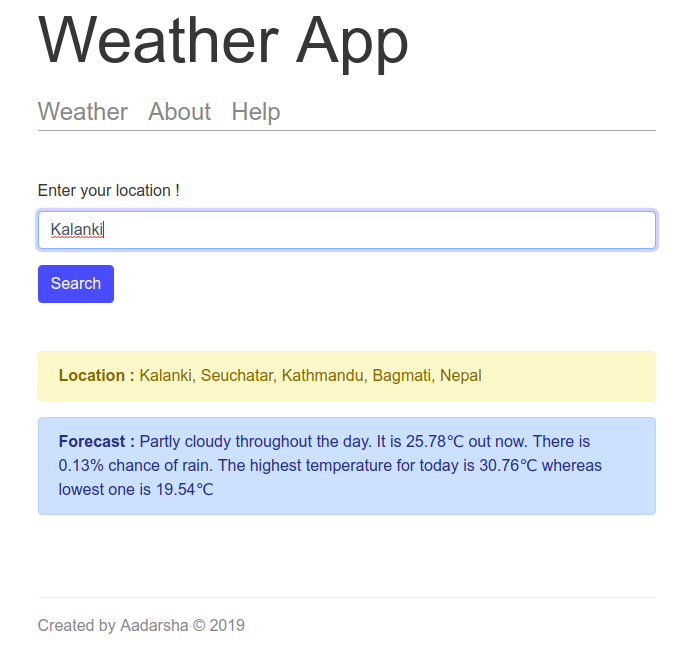 Weather App
Weather About Help
Enter your location !
Kalanki
Search
Location : Kalanki, Seuchatar, Kathmandu, Bagmati, Nepal
Forecast : Partly cloudy throughout the day. It is 25.78℃ out now. There is
0.13% chance of rain. The highest temperature for today is 30.76℃ whereas
lowest one is 19.54℃
Created by Aadarsha © 2019